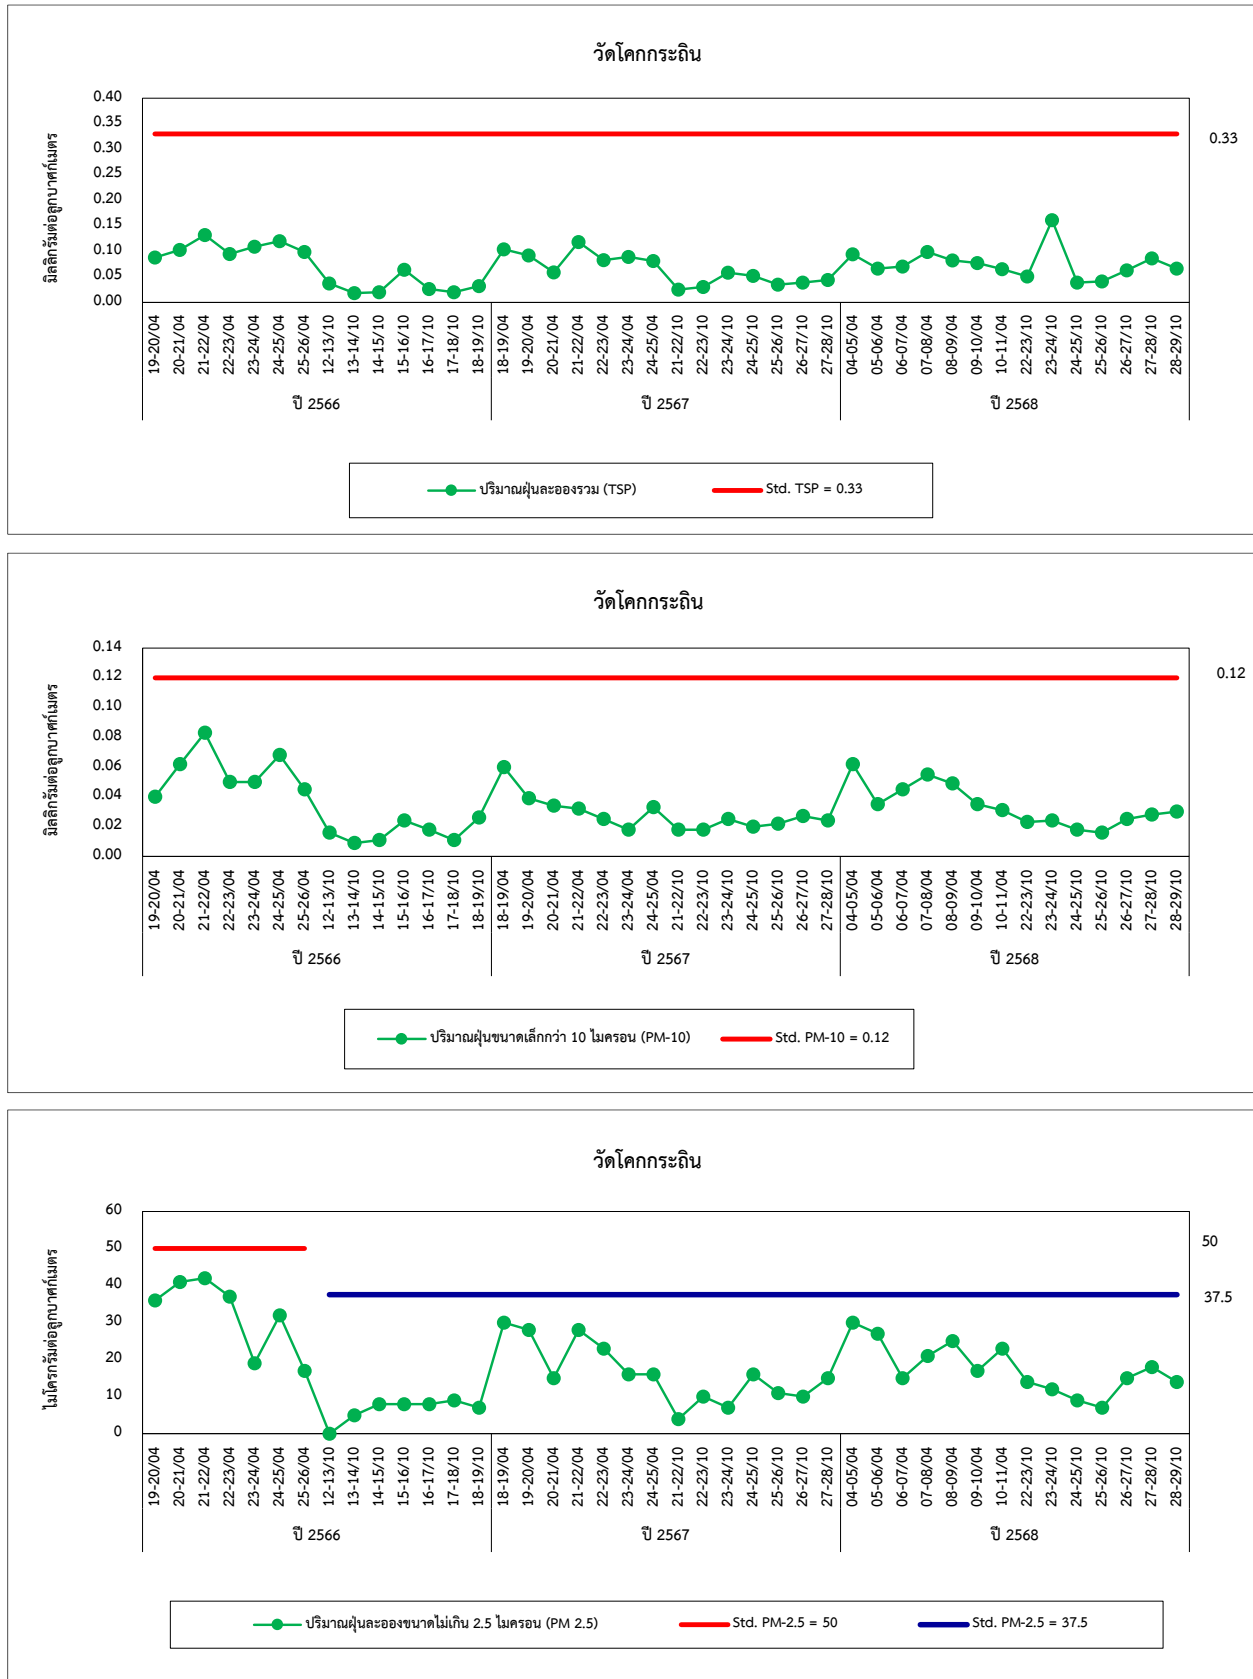 วัดโคกกระถิน
มิลลิกรัมต่อลูกบาศก์เมตร
0.40
0.35
0.30
0.25
0.20
0.15
0.10
0.05
0.00
0.33
19-20/04 20-21/04 21-22/04 22-23/04 23-24/04 24-25/04 25-26/04 12-13/10 13-14/10 14-15/10 15-16/10 16-17/10 17-18/10 18-19/10 18-19/04 19-20/04 20-21/04 21-22/04 22-23/04 23-24/04 24-25/04 21-22/10 22-23/10 23-24/10 24-25/10 25-26/10 26-27/10 27-28/10 04-05/04 05-06/04 06-07/04 07-08/04 08-09/04 09-10/04 10-11/04 22-23/10 23-24/10 24-25/10 25-26/10 26-27/10 27-28/10 28-29/10
ปี 2566 ปี 2567 ปี 2568
ปริมาณฝุ่นละอองรวม (TSP) Std. TSP = 0.33
วัดโคกกระถิน
มิลลิกรัมต่อลูกบาศก์เมตร
0.14
0.12
0.10
0.08
0.06
0.04
0.02
0.00
0.12
19-20/04 20-21/04 21-22/04 22-23/04 23-24/04 24-25/04 25-26/04 12-13/10 13-14/10 14-15/10 15-16/10 16-17/10 17-18/10 18-19/10 18-19/04 19-20/04 20-21/04 21-22/04 22-23/04 23-24/04 24-25/04 21-22/10 22-23/10 23-24/10 24-25/10 25-26/10 26-27/10 27-28/10 04-05/04 05-06/04 06-07/04 07-08/04 08-09/04 09-10/04 10-11/04 22-23/10 23-24/10 24-25/10 25-26/10 26-27/10 27-28/10 28-29/10
ปี 2566 ปี 2567 ปี 2568
ปริมาณฝุ่นขนาดเล็กกว่า 10 ไมครอน (PM-10) Std. PM-10 = 0.12
วัดโคกกระถิน
ไมโครกรัมต่อลูกบาศก์เมตร
60
50
40
30
20
10
0
50
37.5
19-20/04 20-21/04 21-22/04 22-23/04 23-24/04 24-25/04 25-26/04 12-13/10 13-14/10 14-15/10 15-16/10 16-17/10 17-18/10 18-19/10 18-19/04 19-20/04 20-21/04 21-22/04 22-23/04 23-24/04 24-25/04 21-22/10 22-23/10 23-24/10 24-25/10 25-26/10 26-27/10 27-28/10 04-05/04 05-06/04 06-07/04 07-08/04 08-09/04 09-10/04 10-11/04 22-23/10 23-24/10 24-25/10 25-26/10 26-27/10 27-28/10 28-29/10
ปี 2566 ปี 2567 ปี 2568
ปริมาณฝุ่นละอองขนาดไม่เกิน 2.5 ไมครอน (PM 2.5) Std. PM-2.5 = 50 Std. PM-2.5 = 37.5